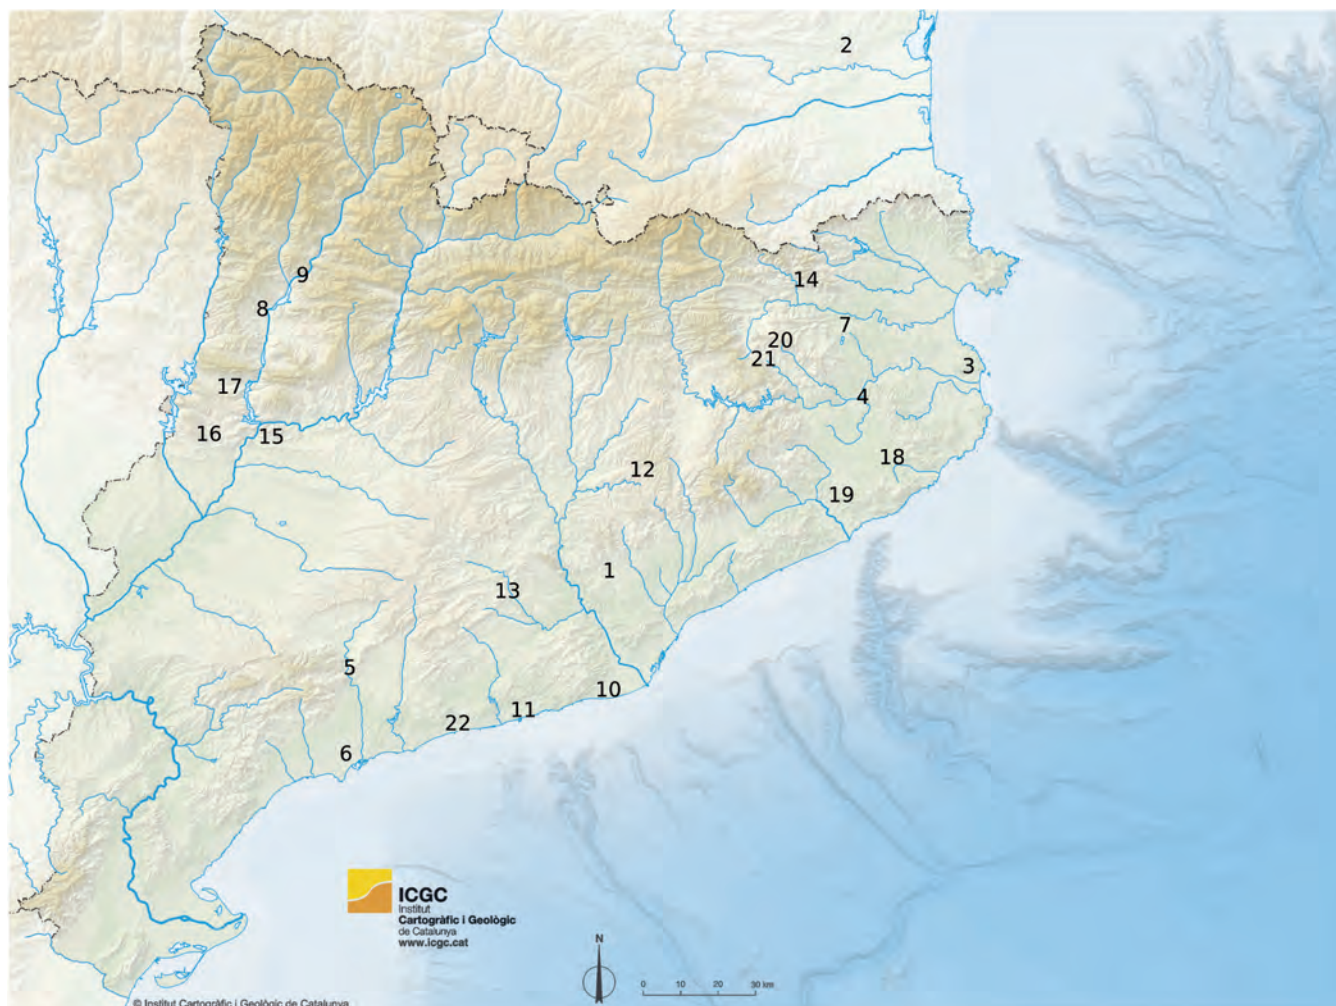 2
14
9
8
7
20
21
3
17
4
16
15
18
12
19
1
13
5
10
11
22
6
ICGC
Institut
Cartogràfic i Geològic
de Catalunya
www.icgc.cat
N
0 10 20 30 km
© Institut Cartogràfic i Geològic de Catalunya